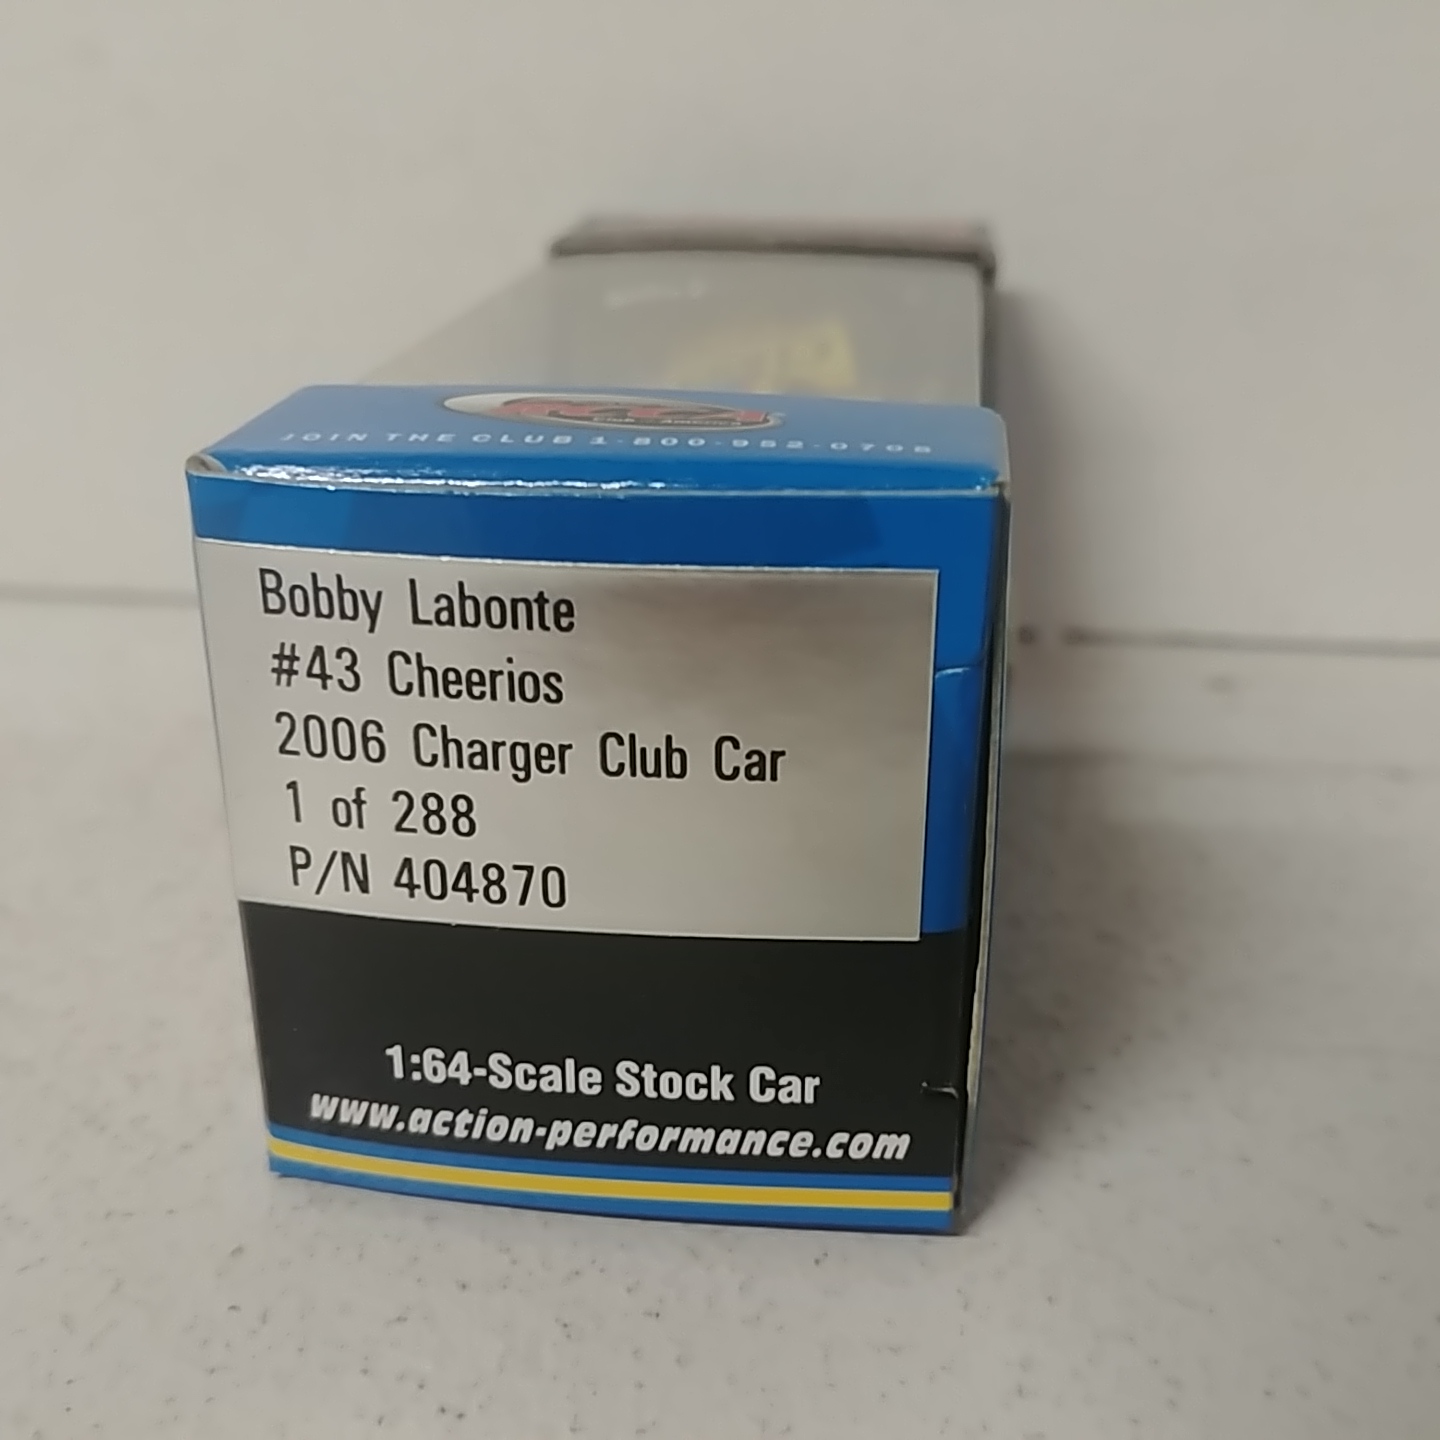 JOIN THE CLUB 1-800-952-0708
Bobby Labonte
#43 Cheerios
2006 Charger Club Car
1 of 288
P/N 404870
1:64-Scale Stock Car
www.action-performance.com